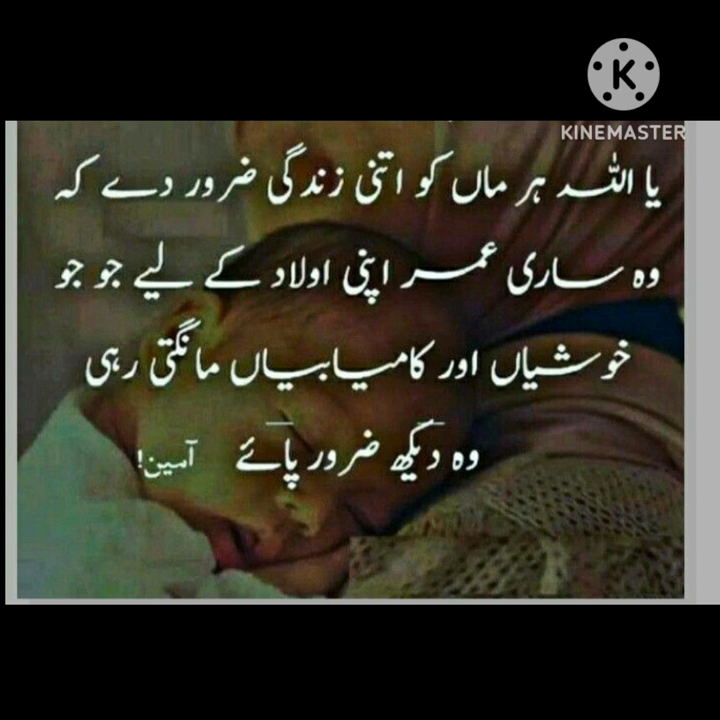 KINEMASTER
یا اللہ ہر ماں کو اتنی زندگی ضرور دے کہ
وہ ساری عمر اپنی اولاد کے لیے جو جو
خوشیاں اور کامیابیاں مانگتی رہی
وہ دیکھ ضرور پائے آمین!